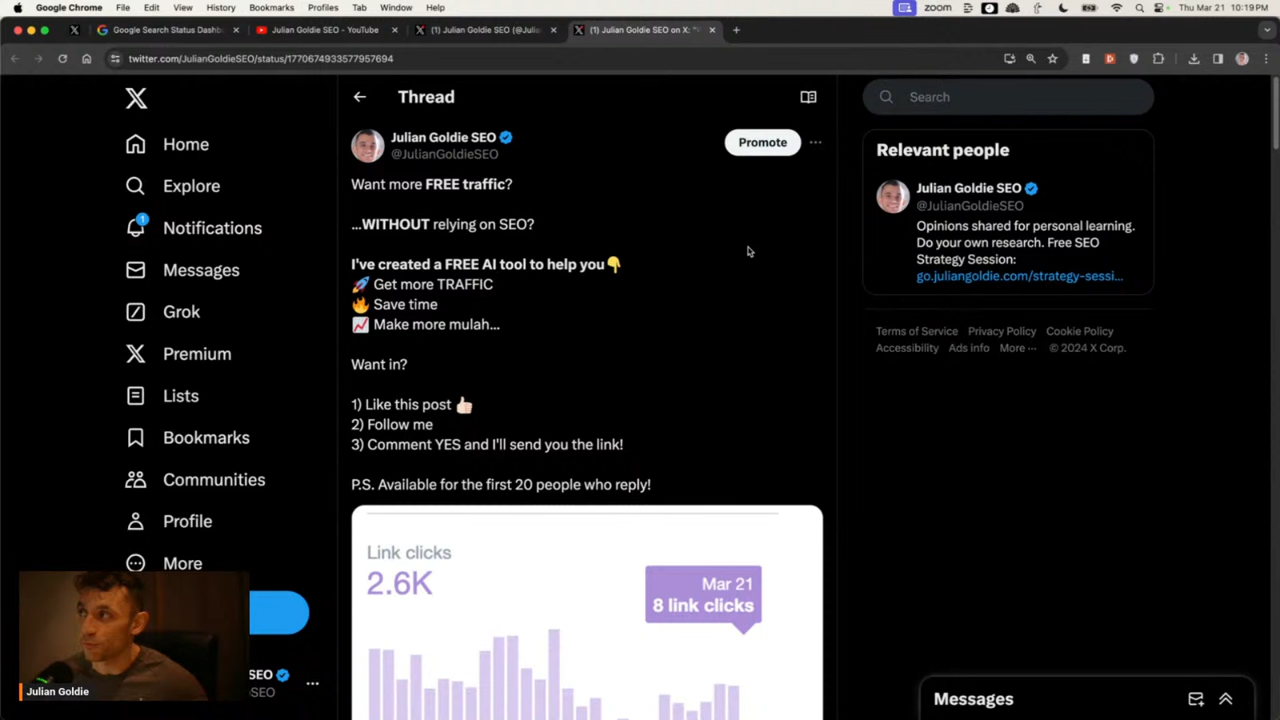 Google Chrome File Edit View History Bookmarks Profiles Tab Window Help
zoom Thu Mar 21 10:19PM
Google Search Status Dashb
Julian Goldie SEO - YouTube
(1) Julian Goldie SEO (@Julia
(1) Julian Goldie SEO on X: "
twitter.com/JulianGoldieSEO/status/1770674933577957694
Home
Explore
1
Notifications
Messages
Grok
Premium
Lists
Bookmarks
Communities
Profile
More
SEO
SEO
Julian Goldie
Thread
Julian Goldie SEO
@JulianGoldieSEO
Promote
Want more FREE traffic?
...WITHOUT relying on SEO?
I've created a FREE AI tool to help you👇
🚀 Get more TRAFFIC
🔥 Save time
📈 Make more mulah...
Want in?
1) Like this post 👍🏻
2) Follow me
3) Comment YES and I'll send you the link!
P.S. Available for the first 20 people who reply!
Link clicks
2.6K
Mar 21
8 link clicks
Search
Relevant people
Julian Goldie SEO
@JulianGoldieSEO
Opinions shared for personal learning.
Do your own research. Free SEO
Strategy Session:
go.juliangoldie.com/strategy-sessi...
Terms of Service Privacy Policy Cookie Policy
Accessibility Ads info More ··· © 2024 X Corp.
Messages